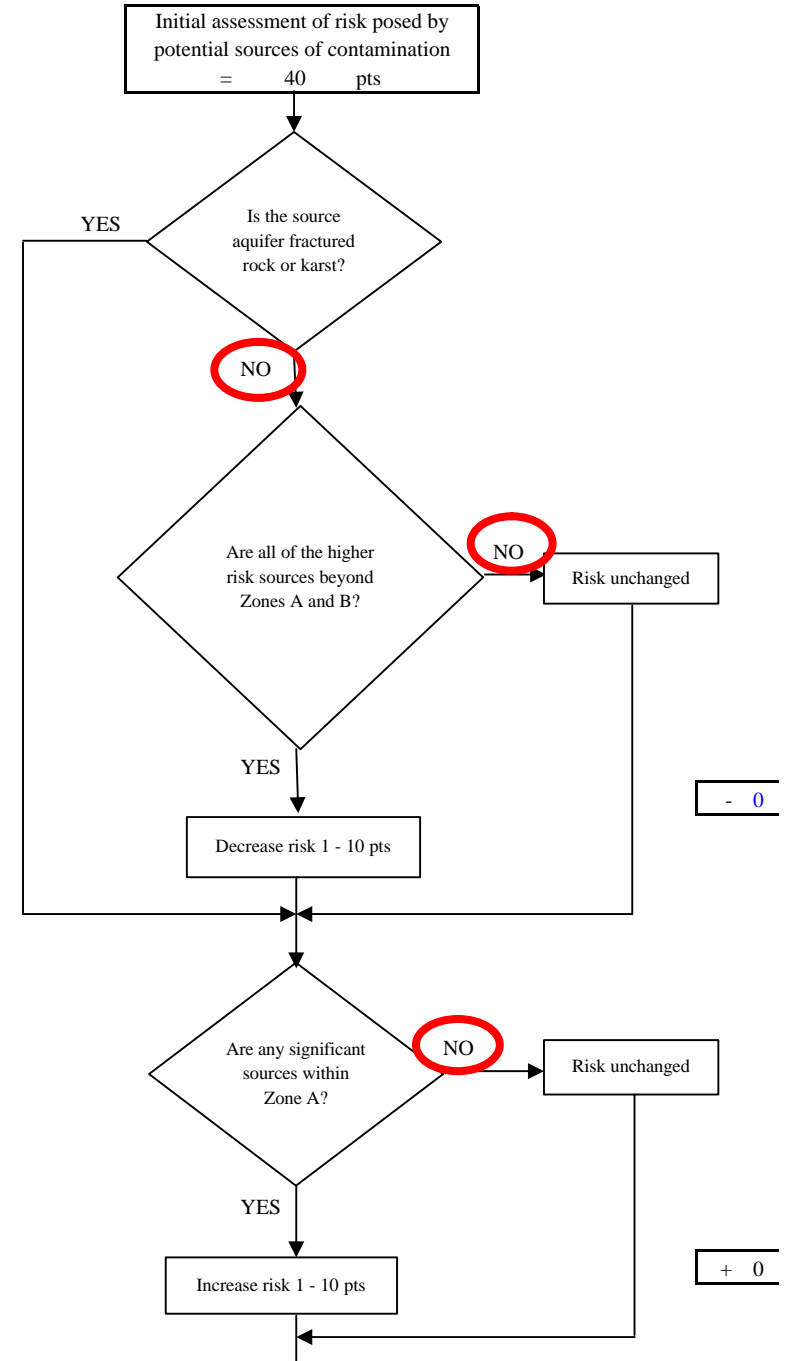 Initial assessment of risk posed by
potential sources of contamination
= 40 pts
YES
Is the source
aquifer fractured
rock or karst?
NO
Are all of the higher
risk sources beyond
Zones A and B?
NO
Risk unchanged
YES
- 0
Decrease risk 1 - 10 pts
Are any significant
sources within
Zone A?
NO
Risk unchanged
YES
+ 0
Increase risk 1 - 10 pts